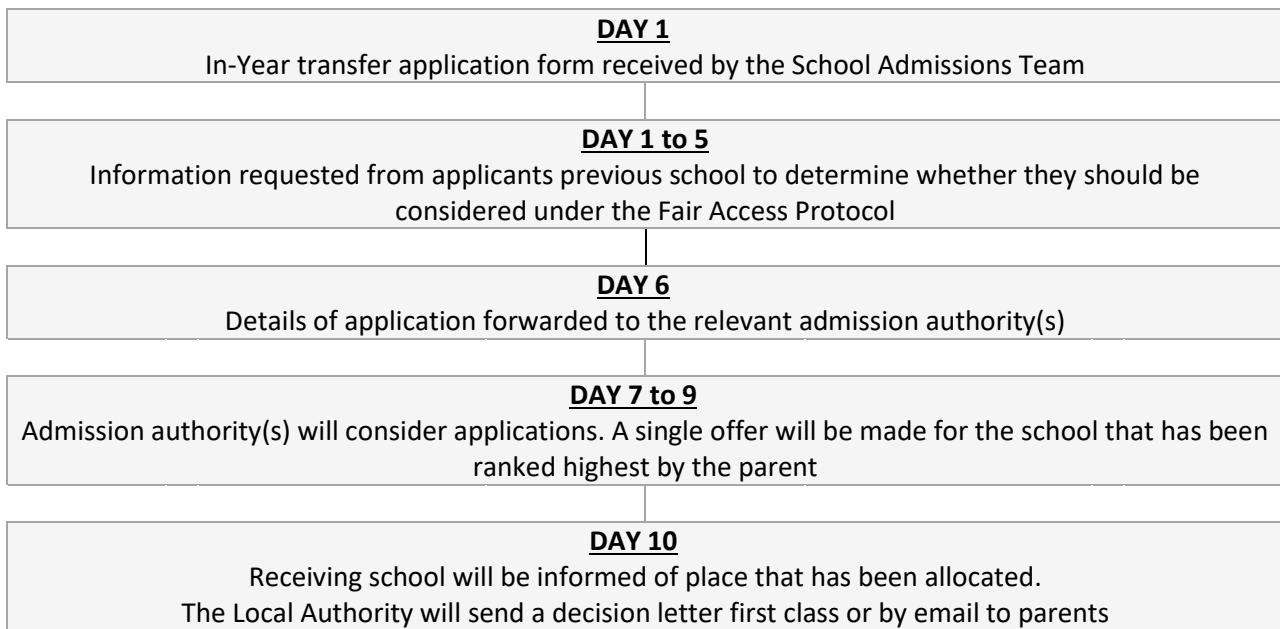 DAY 1
In-Year transfer application form received by the School Admissions Team
DAY 1 to 5
Information requested from applicants previous school to determine whether they should be
considered under the Fair Access Protocol
DAY 6
Details of application forwarded to the relevant admission authority(s)
DAY 7 to 9
Admission authority(s) will consider applications. A single offer will be made for the school that has been
ranked highest by the parent
DAY 10
Receiving school will be informed of place that has been allocated.
The Local Authority will send a decision letter first class or by email to parents